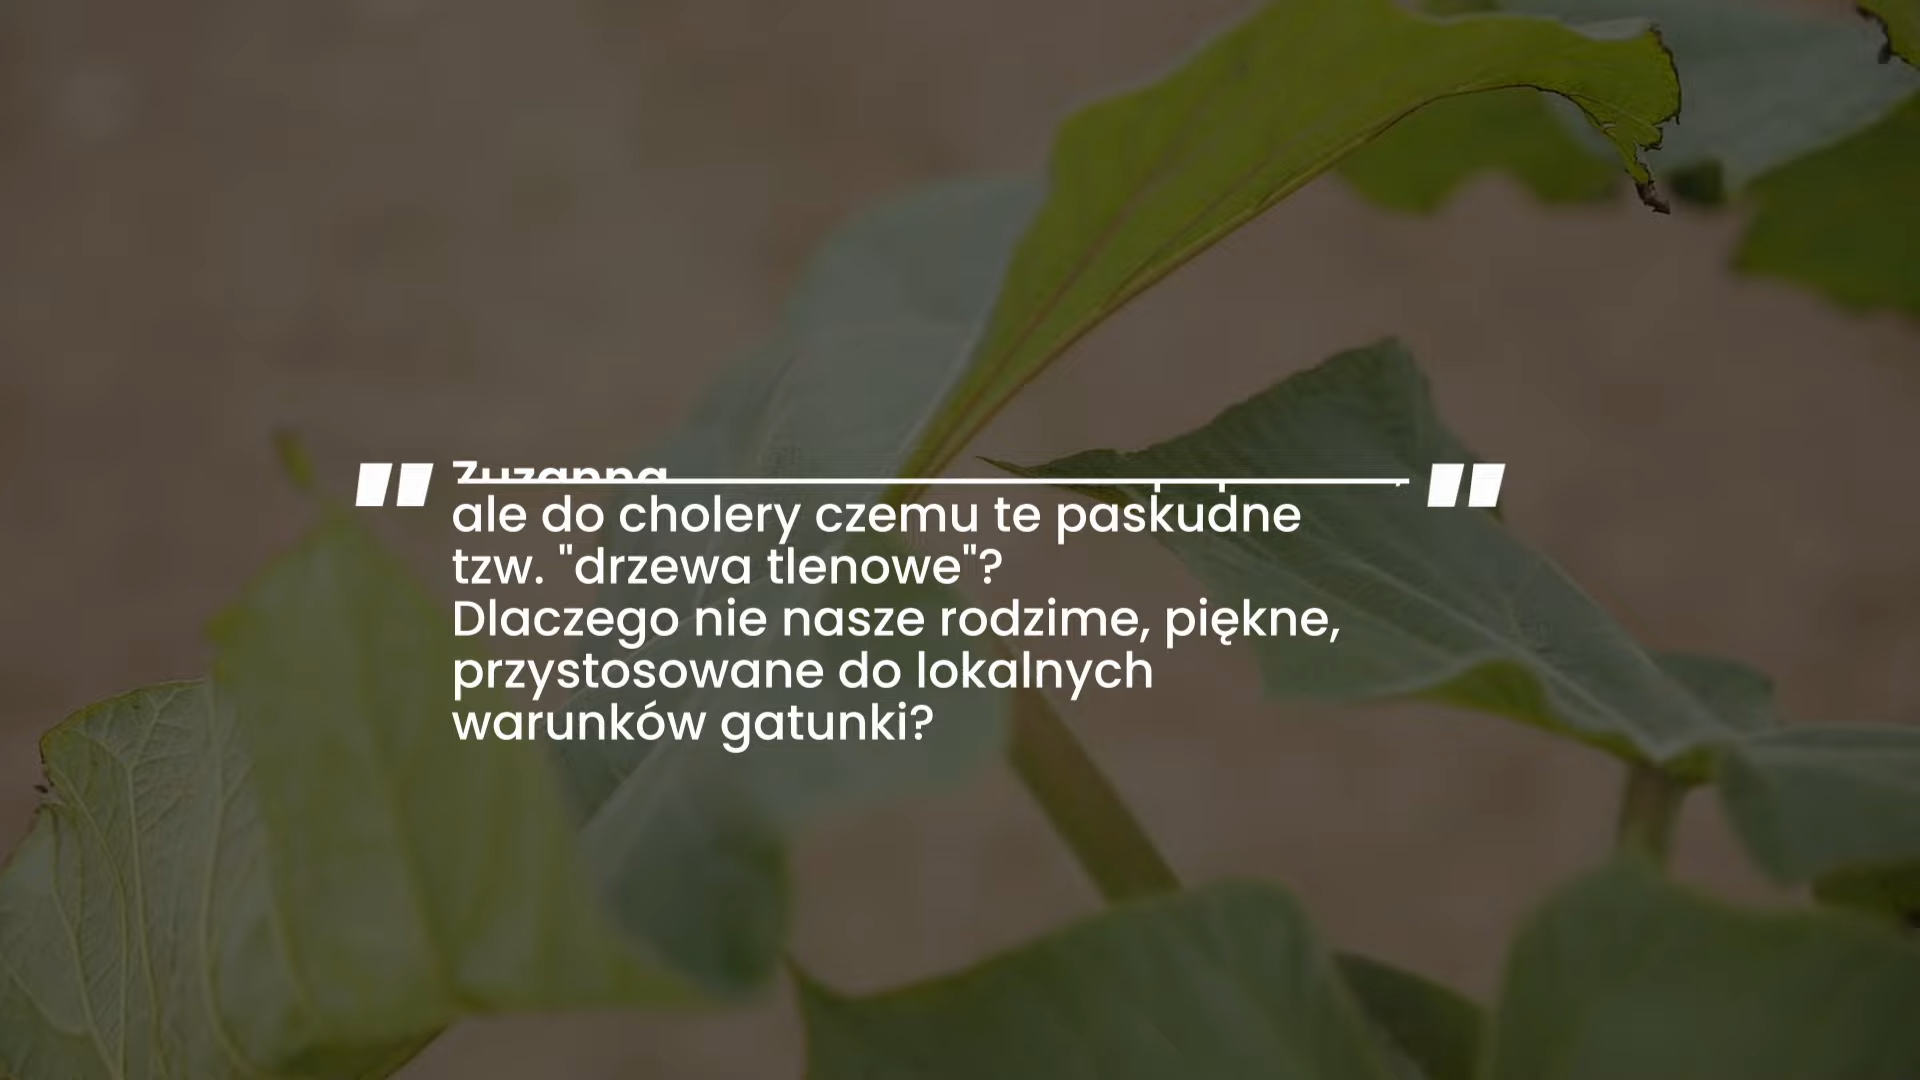 Zuzanna
ale do cholery czemu te paskudne
tzw. "drzewa tlenowe"?
Dlaczego nie nasze rodzime, piękne,
przystosowane do lokalnych
warunków gatunki?